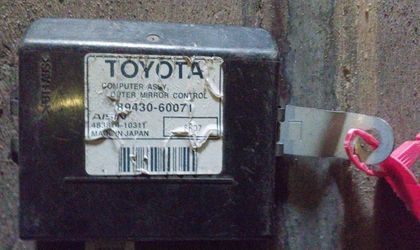 TOYOTA
COMPUTER ASSY,
OUTER MIRROR CONTROL
89430-60071
AISIN
MADE IN JAPAN